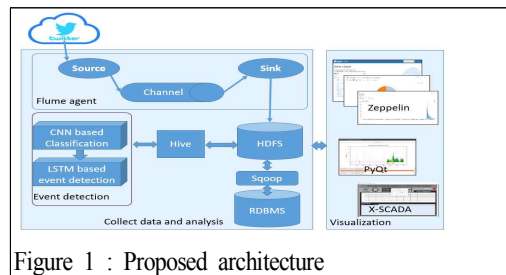 twitter
Source
Sink
Channel
Flume agent
CNN based
Classification
LSTM based
event detection
Event detection
Hive
HDFS
Sqoop
RDBMS
Collect data and analysis
Zeppelin
PyQt
X-SCADA
Visualization
Figure 1 : Proposed architecture